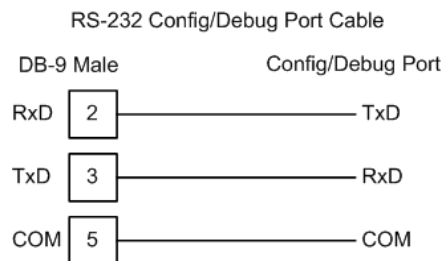 RS-232 Config/Debug Port Cable
DB-9 Male Config/Debug Port
RxD 2 TxD
TxD 3 RxD
COM 5 COM